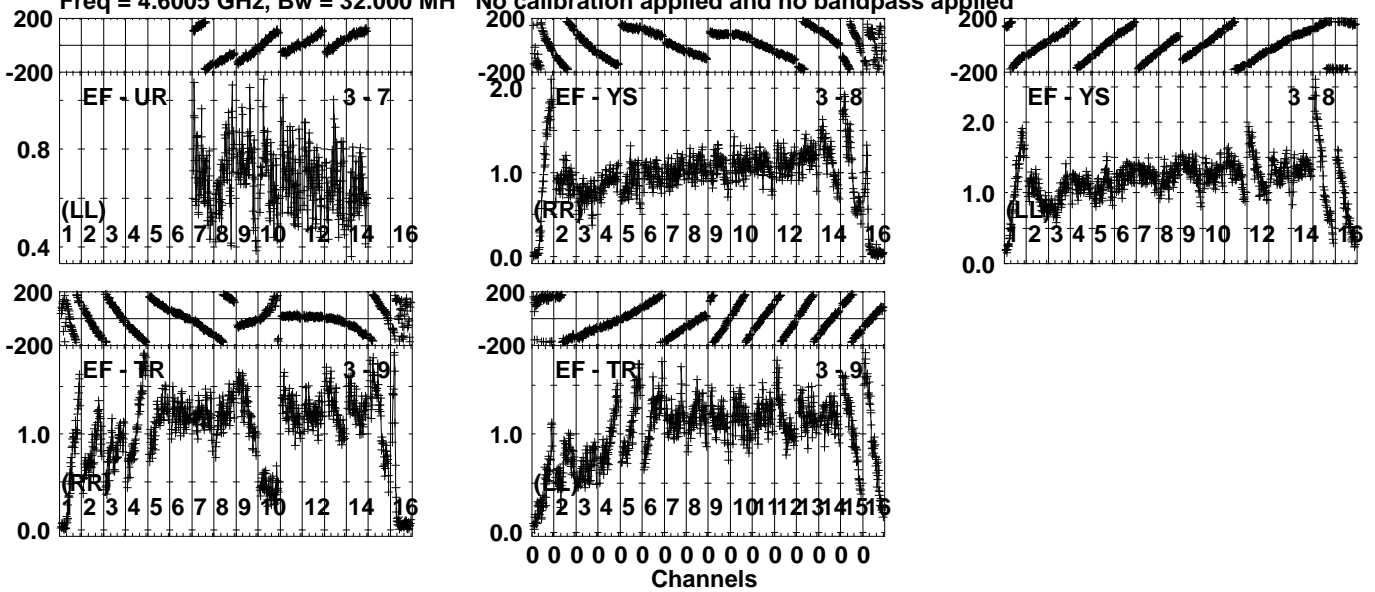 Freq = 4.6005 GHz, Bw = 32.000 MH No calibration applied and no bandpass applied
200
-200
EF - UR 3 - 7
0.8
(LL)
1 2 3 4 5 6 7 8 9 10 12 14 16
0.4
200
-200
2.0
EF - YS 3 - 8
1.0
(RR)
1 2 3 4 5 6 7 8 9 10 12 14 16
0.0
200
-200
EF - YS 3 - 8
2.0
1.0
(LL)
1 2 3 4 5 6 7 8 9 10 12 14 16
0.0
200
-200
EF - TR 3 - 9
1.0
(RR)
1 2 3 4 5 6 7 8 9 10 12 14 16
0.0
200
-200
EF - TR 3 - 9
1.0
(LL)
1 2 3 4 5 6 7 8 9 10 11 12 13 14 15 16
0.0
0 0 0 0 0 0 0 0 0 0 0 0 0 0 0 0
Channels